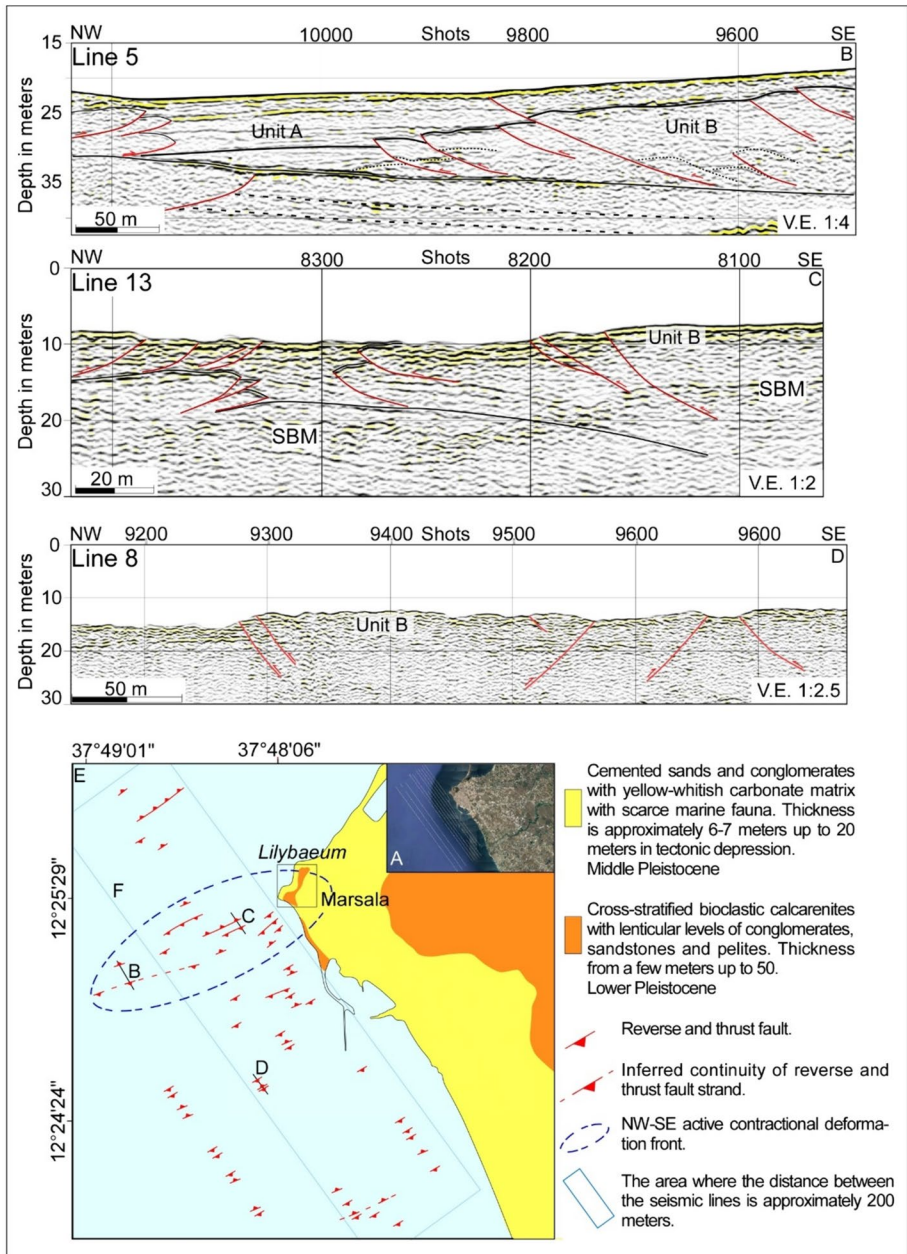 NW 10000 Shots 9800 9600 SE
15
Line 5
B
25
Unit A
Unit B
35
Depth in meters
50 m
V.E. 1:4
NW 8300 Shots 8200 8100 SE
0
Line 13
C
10
Unit B
SBM
20
SBM
Depth in meters
20 m
30
V.E. 1:2
NW 9200 9300 9400 Shots 9500 9600 9600 SE
0
Line 8
D
10
Unit B
20
Depth in meters
50 m
30
V.E. 1:2.5
37°49'01" 37°48'06"
E
A
Lilybaeum
Marsala
F
C
B
D
12°25'29"
12°24'24"
Cemented sands and conglomerates
with yellow-whitish carbonate matrix
with scarce marine fauna. Thickness
is approximately 6-7 meters up to 20
meters in tectonic depression.
Middle Pleistocene
Cross-stratified bioclastic calcarenites
with lenticular levels of conglomerates,
sandstones and pelites. Thickness
from a few meters up to 50.
Lower Pleistocene
Reverse and thrust fault.
Inferred continuity of reverse and
thrust fault strand.
NW-SE active contractional deforma-
tion front.
The area where the distance between
the seismic lines is approximately 200
meters.